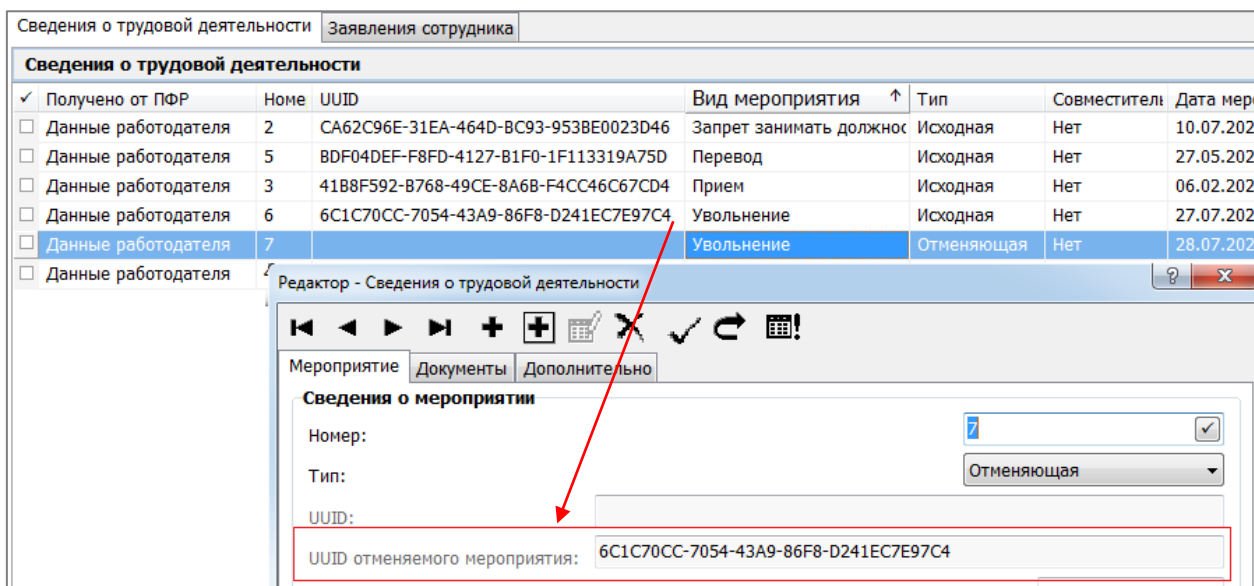 Сведения о трудовой деятельности Заявления сотрудника
Сведения о трудовой деятельности
✓ Получено от ПФР Номе UUID Вид мероприятия ↑ Тип Совместитель Дата мер
Данные работодателя 2 CA62C96E-31EA-464D-BC93-953BE0023D46 Запрет занимать должнос Исходная Нет 10.07.202
Данные работодателя 5 BDF04DEF-F8FD-4127-B1F0-1F113319A75D Перевод Исходная Нет 27.05.202
Данные работодателя 3 41B8F592-B768-49CE-8A6B-F4CC46C67CD4 Прием Исходная Нет 06.02.202
Данные работодателя 6 6C1C70CC-7054-43A9-86F8-D241EC7E97C4 Увольнение Исходная Нет 27.07.202
Данные работодателя 7 Увольнение Отменяющая Нет 28.07.202
Данные работодателя
Редактор - Сведения о трудовой деятельности
Мероприятие Документы Дополнительно
Сведения о мероприятии
Номер: 7
Тип: Отменяющая
UUID:
UUID отменяемого мероприятия: 6C1C70CC-7054-43A9-86F8-D241EC7E97C4